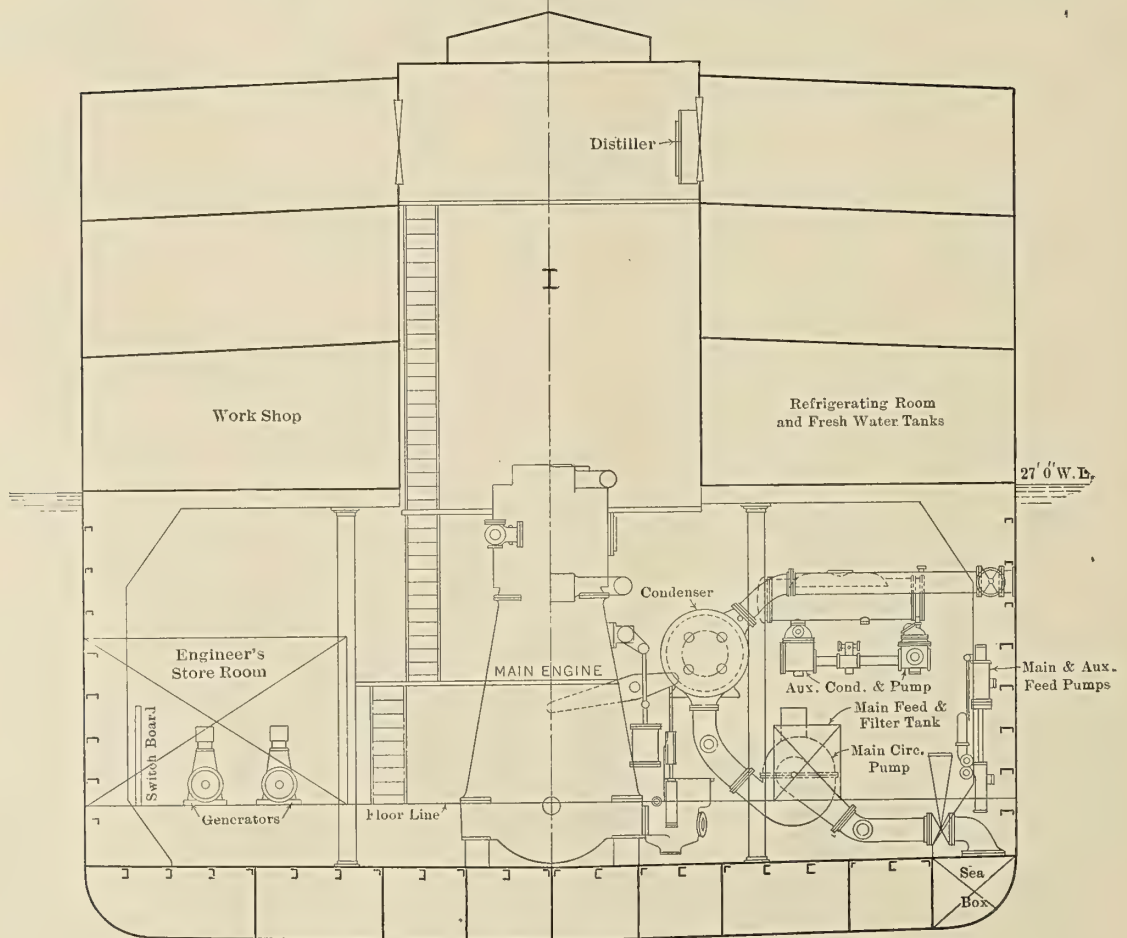 Distiller
Work Shop
Refrigerating Room
and Fresh Water Tanks
27' 0" W.L.
Condenser
Engineer's
Store Room
MAIN ENGINE
Main & Aux.
Feed Pumps
Aux. Cond. & Pump
Main Feed &
Filter Tank
Switch Board
Main Circ.
Pump
Generators
Floor Line
Sea
Box